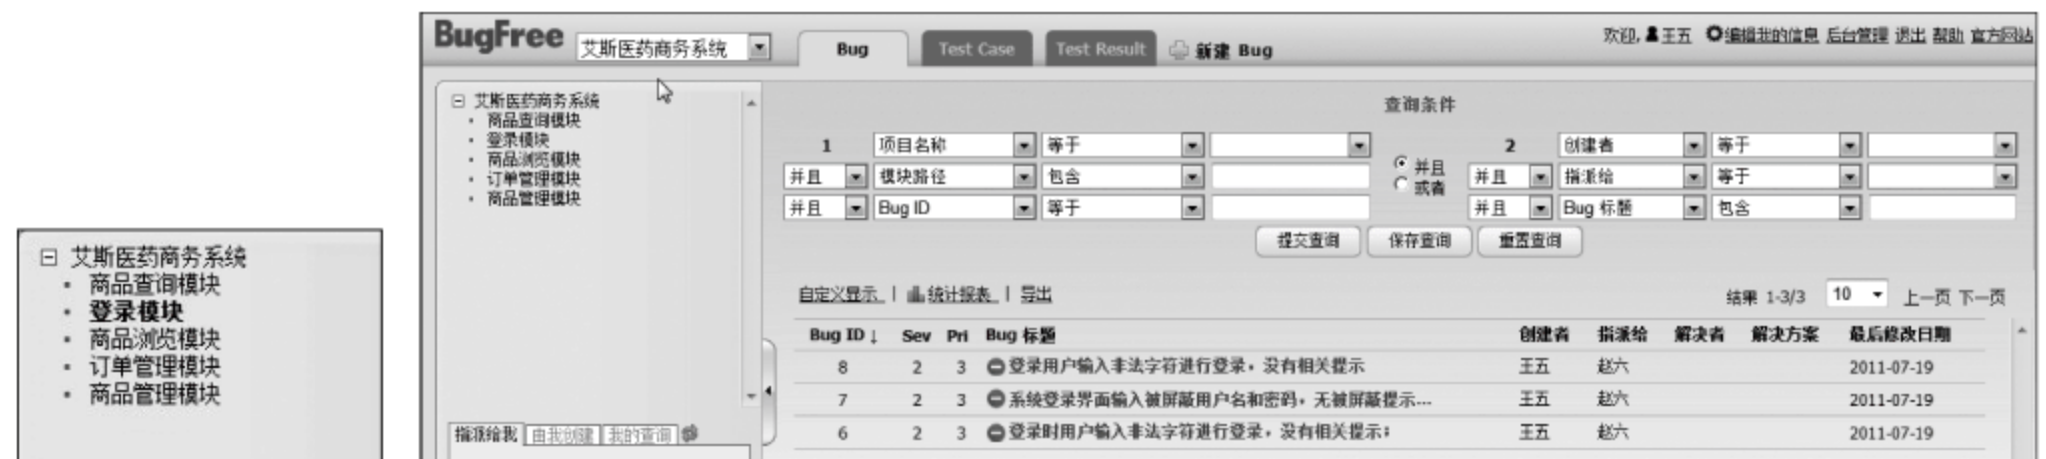 艾斯医药商务系统
商品查询模块
登录模块
商品浏览模块
订单管理模块
商品管理模块
BugFree 艾斯医药商务系统 Bug Test Case Test Result 新建 Bug 欢迎, 王五 编辑我的信息 后台管理 退出 帮助 官方网站
艾斯医药商务系统
商品查询模块
登录模块
商品浏览模块
订单管理模块
商品管理模块
指派给我 由我创建 我的查询
查询条件
1 项目名称 等于 2 创建者 等于
并且 模块路径 包含 并且 或者 并且 指派给 等于
并且 Bug ID 等于 并且 Bug 标题 包含
提交查询 保存查询 重置查询
自定义显示 | 统计报表 | 导出 结果 1-3/3 10 上一页 下一页
Bug ID↓ Sev Pri Bug 标题 创建者 指派给 解决者 解决方案 最后修改日期
8 2 3 登录用户输入非法字符进行登录，没有相关提示 王五 赵六 2011-07-19
7 2 3 系统登录界面输入被屏蔽用户名和密码，无被屏蔽提示... 王五 赵六 2011-07-19
6 2 3 登录时用户输入非法字符进行登录，没有相关提示； 王五 赵六 2011-07-19